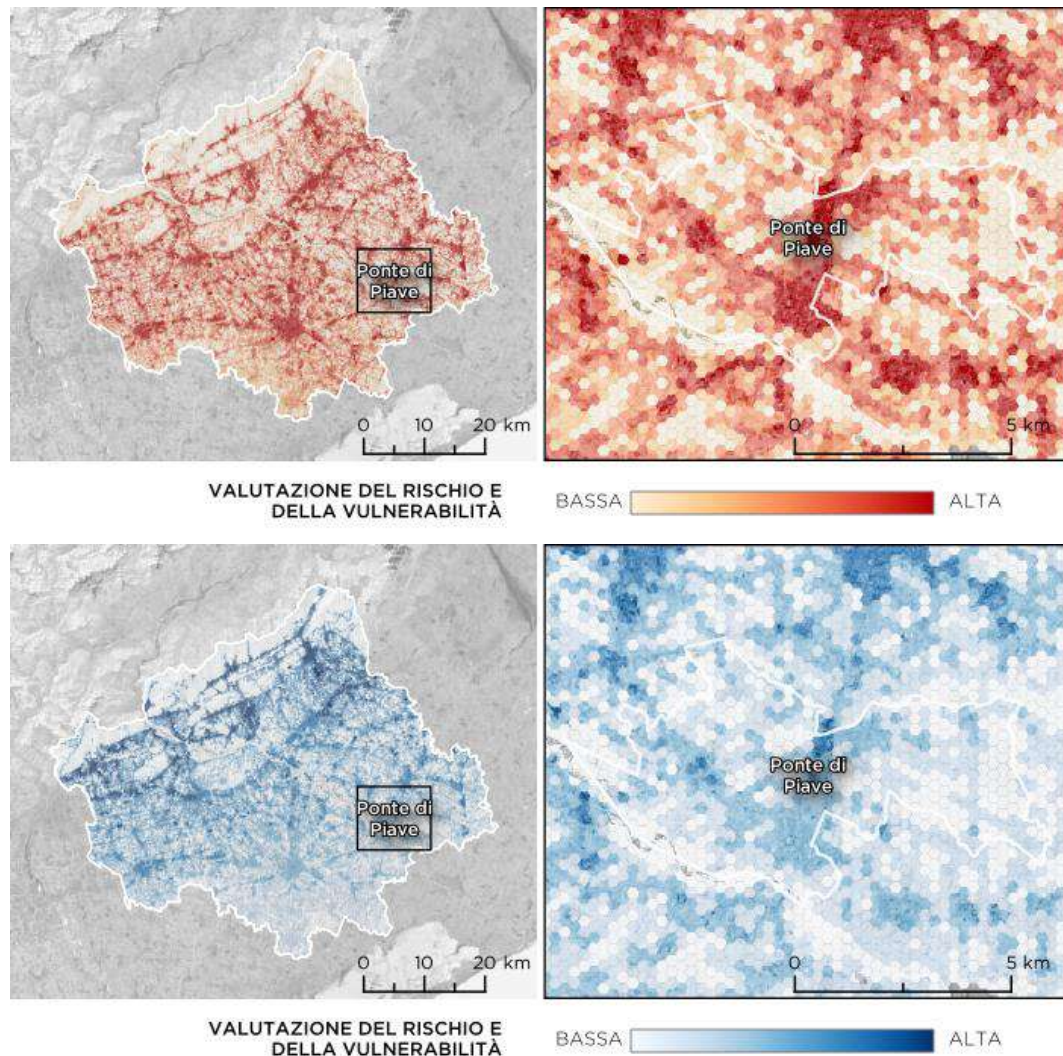 Ponte di
Piave
0 10 20 km
Ponte di
Piave
0 5 km
VALUTAZIONE DEL RISCHIO E
DELLA VULNERABILITÀ
BASSA ALTA
Ponte di
Piave
0 10 20 km
Ponte di
Piave
0 5 km
VALUTAZIONE DEL RISCHIO E
DELLA VULNERABILITÀ
BASSA ALTA